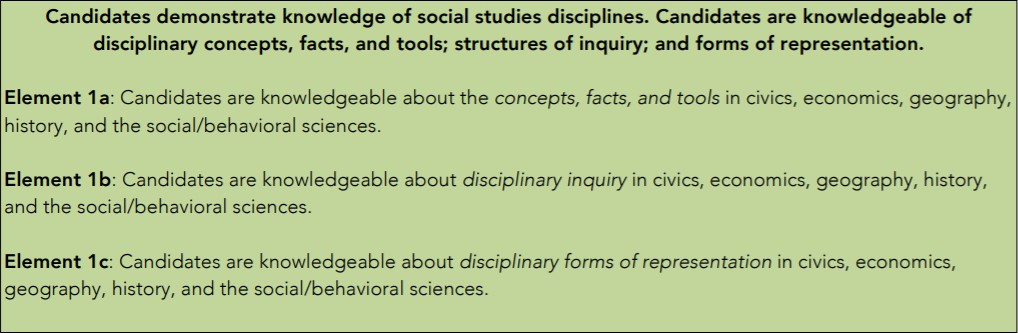 Candidates demonstrate knowledge of social studies disciplines. Candidates are knowledgeable of
disciplinary concepts, facts, and tools; structures of inquiry; and forms of representation.
Element 1a: Candidates are knowledgeable about the concepts, facts, and tools in civics, economics, geography,
history, and the social/behavioral sciences.
Element 1b: Candidates are knowledgeable about disciplinary inquiry in civics, economics, geography, history,
and the social/behavioral sciences.
Element 1c: Candidates are knowledgeable about disciplinary forms of representation in civics, economics,
geography, history, and the social/behavioral sciences.